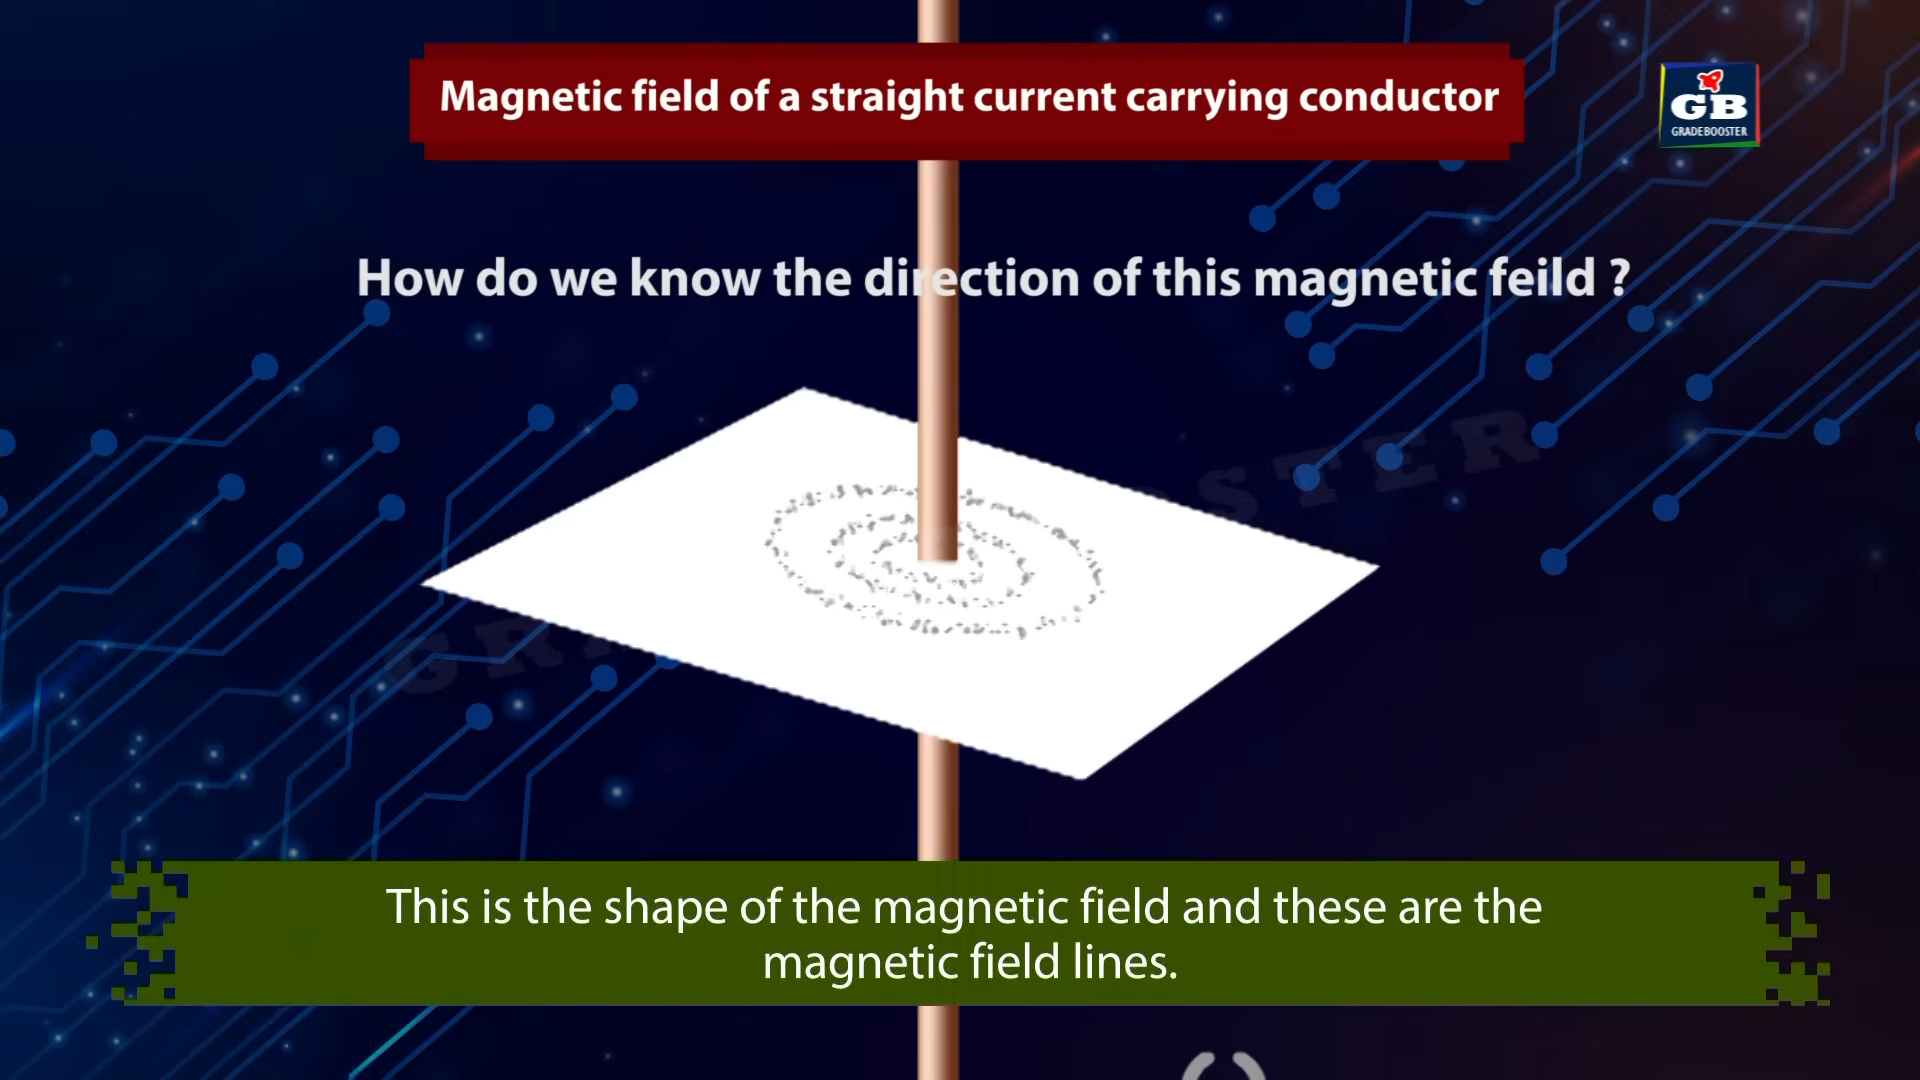 Magnetic field of a straight current carrying conductor
GB
GRADEBOOSTER
How do we know the direction of this magnetic feild ?
This is the shape of the magnetic field and these are the
magnetic field lines.